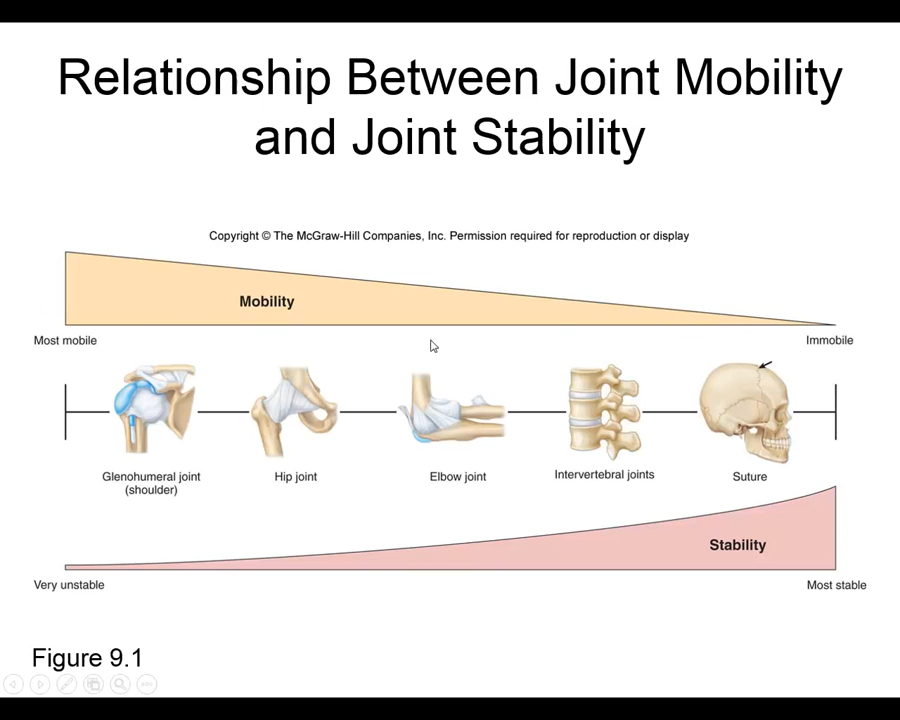 Relationship Between Joint Mobility
and Joint Stability
Copyright © The McGraw-Hill Companies, Inc. Permission required for reproduction or display
Mobility
Most mobile
Immobile
Glenohumeral joint
(shoulder)
Hip joint
Elbow joint
Intervertebral joints
Suture
Stability
Very unstable
Most stable
Figure 9.1